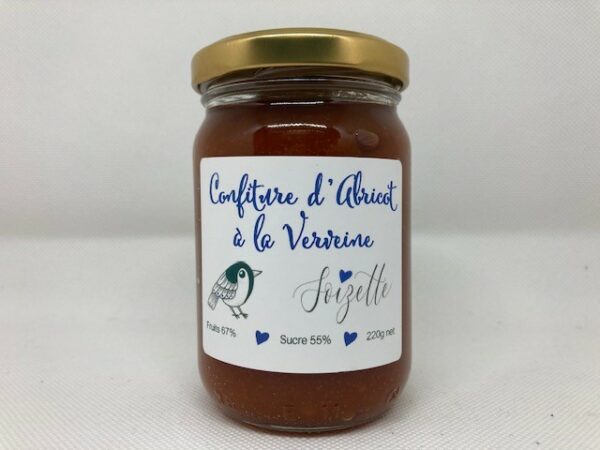 Confiture d'Abricot
à la Verveine
Soizette
Fruits 67%
Sucre 55%
220g net